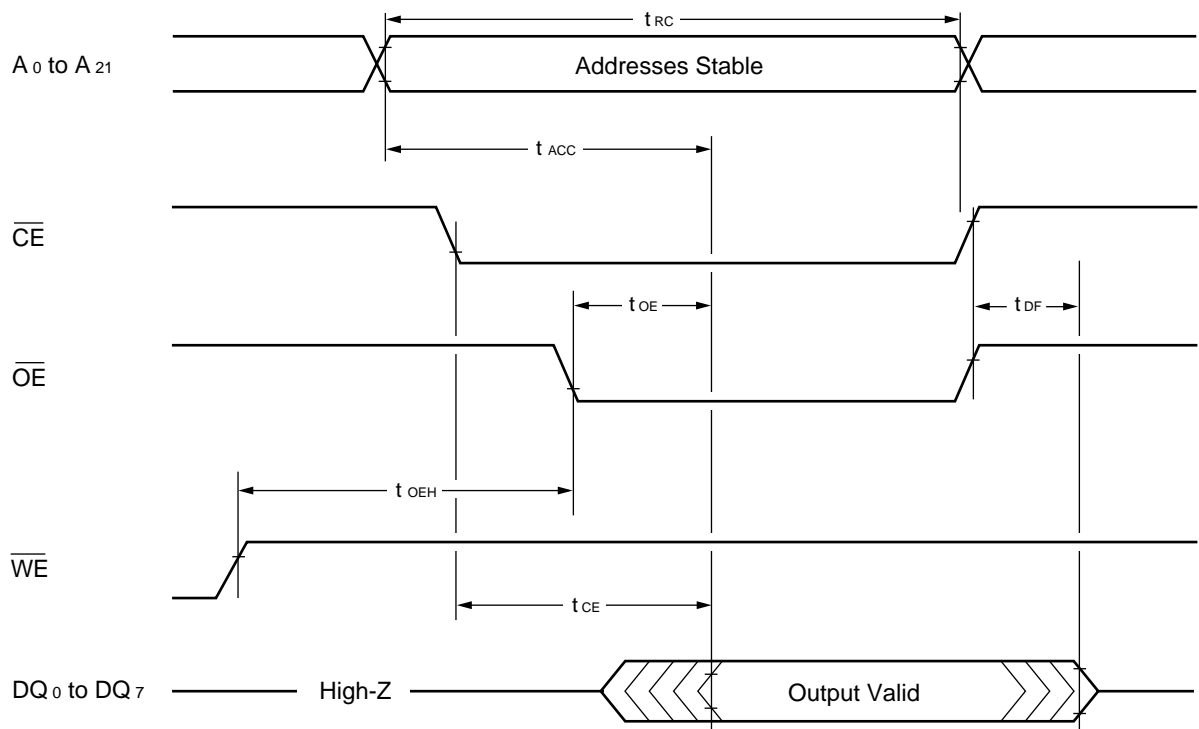 t RC
A 0 to A 21
Addresses Stable
t ACC
CE
t OE
t DF
OE
t OEH
WE
t CE
DQ 0 to DQ 7
High-Z
Output Valid